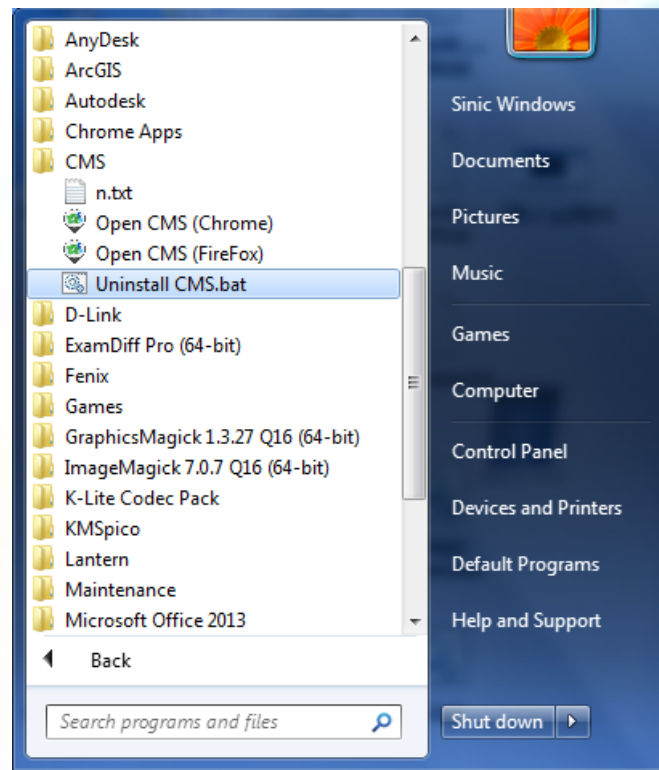 AnyDesk
ArcGIS
Autodesk
Chrome Apps
CMS
n.txt
Open CMS (Chrome)
Open CMS (FireFox)
Uninstall CMS.bat
D-Link
ExamDiff Pro (64-bit)
Fenix
Games
GraphicsMagick 1.3.27 Q16 (64-bit)
ImageMagick 7.0.7 Q16 (64-bit)
K-Lite Codec Pack
KMSpico
Lantern
Maintenance
Microsoft Office 2013
Back
Search programs and files
Sinic Windows
Documents
Pictures
Music
Games
Computer
Control Panel
Devices and Printers
Default Programs
Help and Support
Shut down